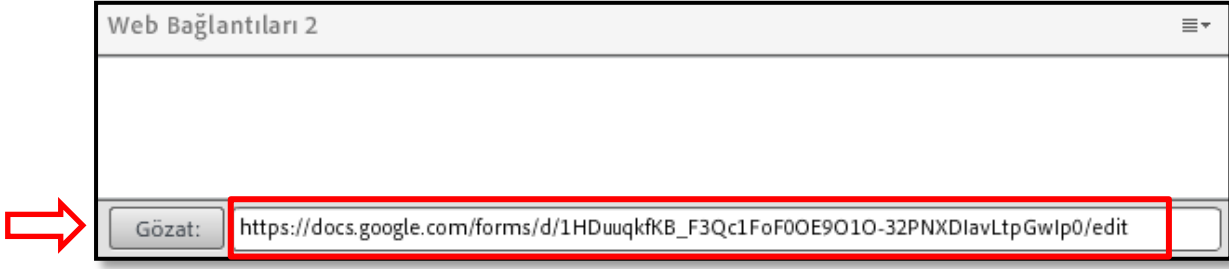 Web Bağlantıları 2
Gözat: https://docs.google.com/forms/d/1HDuuqkfKB_F3Qc1FoF0OE9O1O-32PNXDIavLtpGwIp0/edit